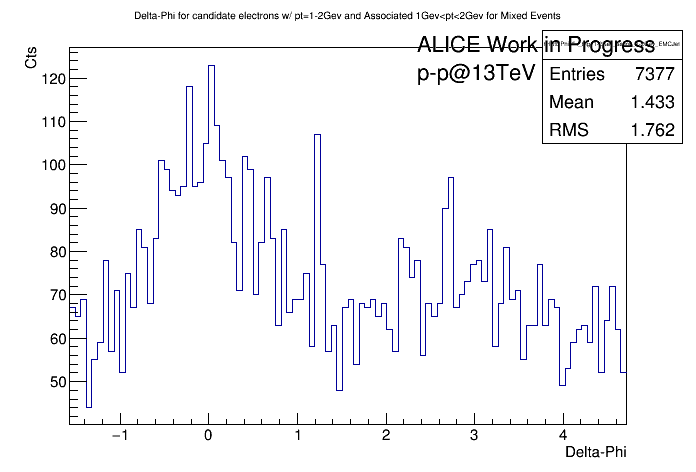 Delta-Phi for candidate electrons w/ pt=1-2Gev and Associated 1Gev<pt<2Gev for Mixed Events
Cts
ALICE Work in Progress
p-p@13TeV
Entries 7377
Mean 1.433
RMS 1.762
120
110
100
90
80
70
60
50
−1 0 1 2 3 4
Delta-Phi